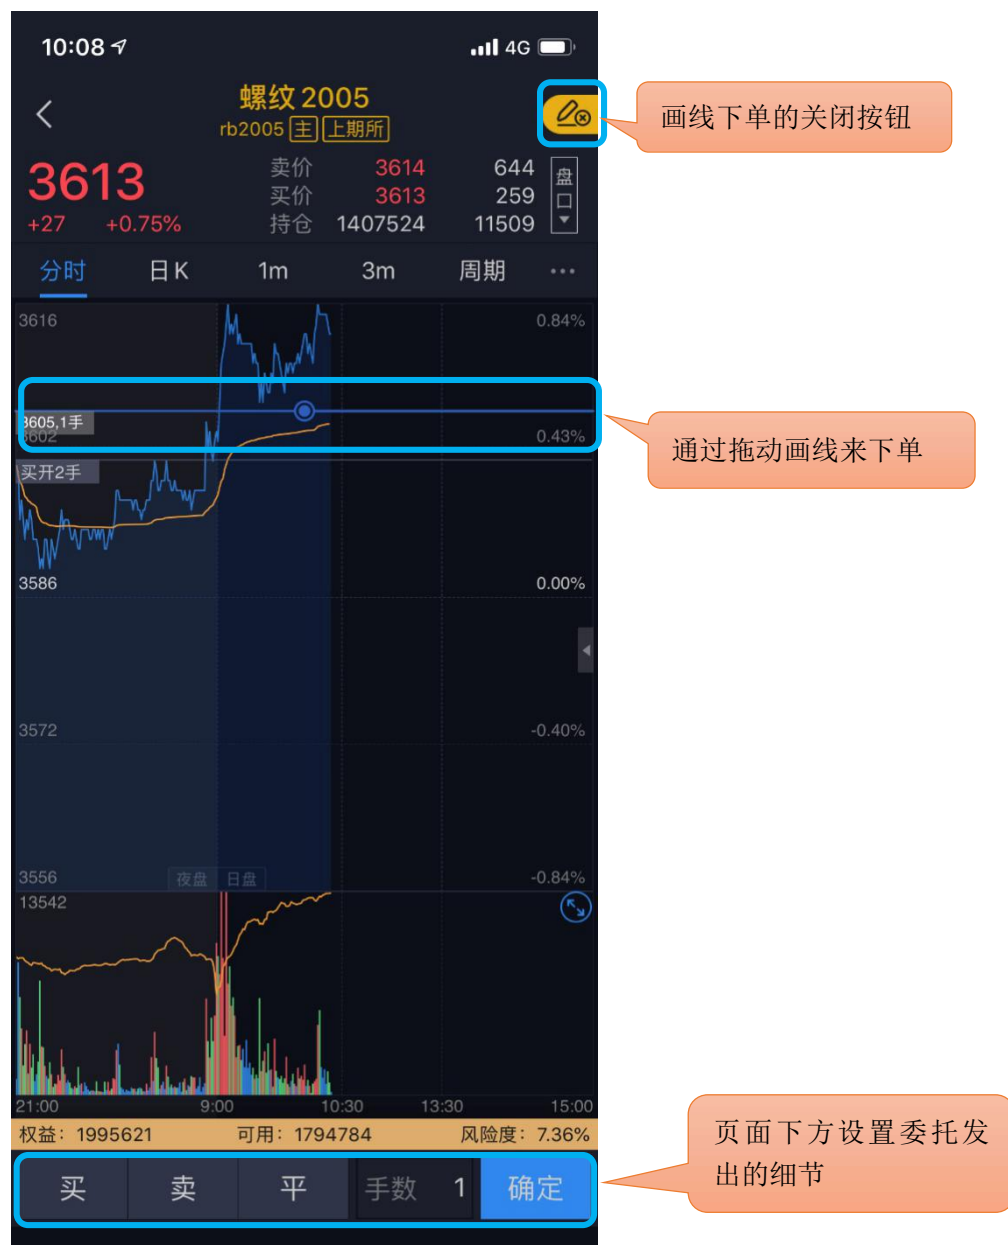 10:08
4G
螺纹 2005
rb2005 主 上期所
画线下单的关闭按钮
3613
+27 +0.75%
卖价 3614 644
买价 3613 259
持仓 1407524 11509
盘口
分时 日K 1m 3m 周期 ...
3616 0.84%
3605,1手
3602 0.43%
买开2手
通过拖动画线来下单
3586 0.00%
3572 -0.40%
3556 夜盘 日盘 -0.84%
13542
21:00 9:00 10:30 13:30 15:00
权益：1995621 可用：1794784 风险度：7.36%
买 卖 平 手数 1 确定
页面下方设置委托发
出的细节